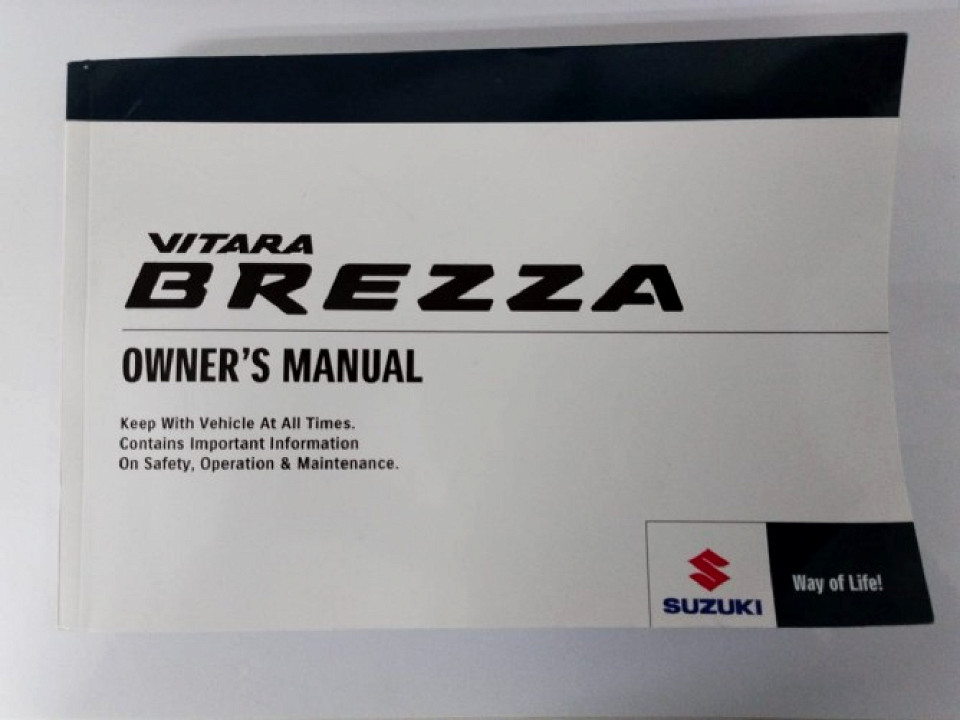 VITARA
BREZZA
OWNER'S MANUAL
Keep With Vehicle At All Times.
Contains Important Information
On Safety, Operation & Maintenance.
SUZUKI
Way of Life!